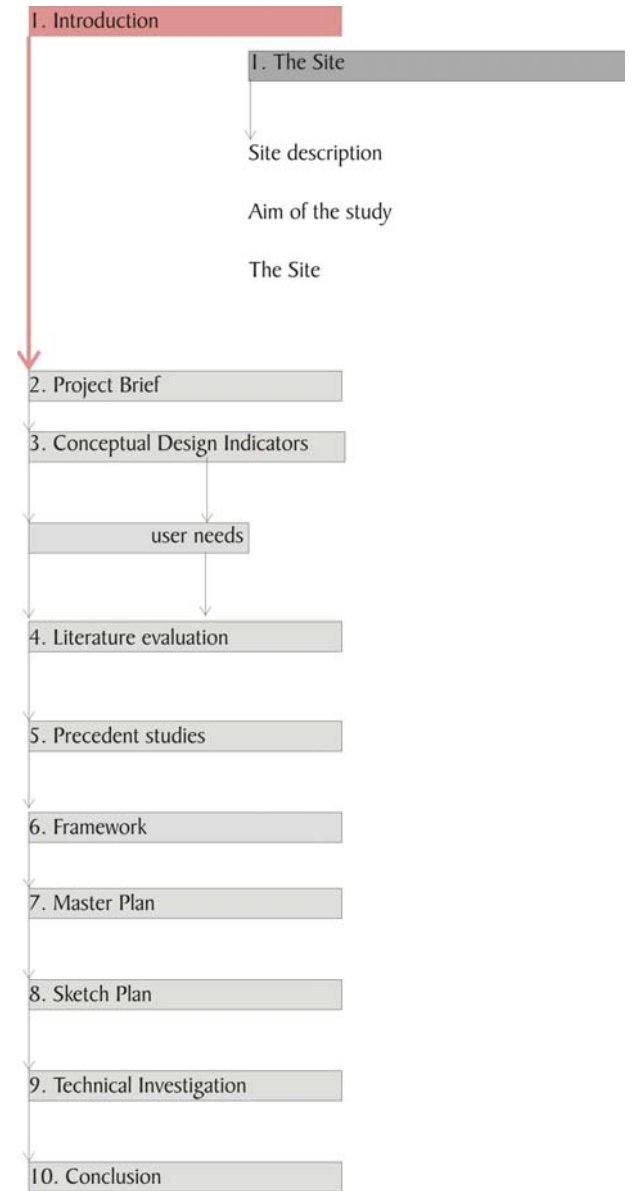 1. Introduction
1. The Site
Site description
Aim of the study
The Site
2. Project Brief
3. Conceptual Design Indicators
user needs
4. Literature evaluation
5. Precedent studies
6. Framework
7. Master Plan
8. Sketch Plan
9. Technical Investigation
10. Conclusion